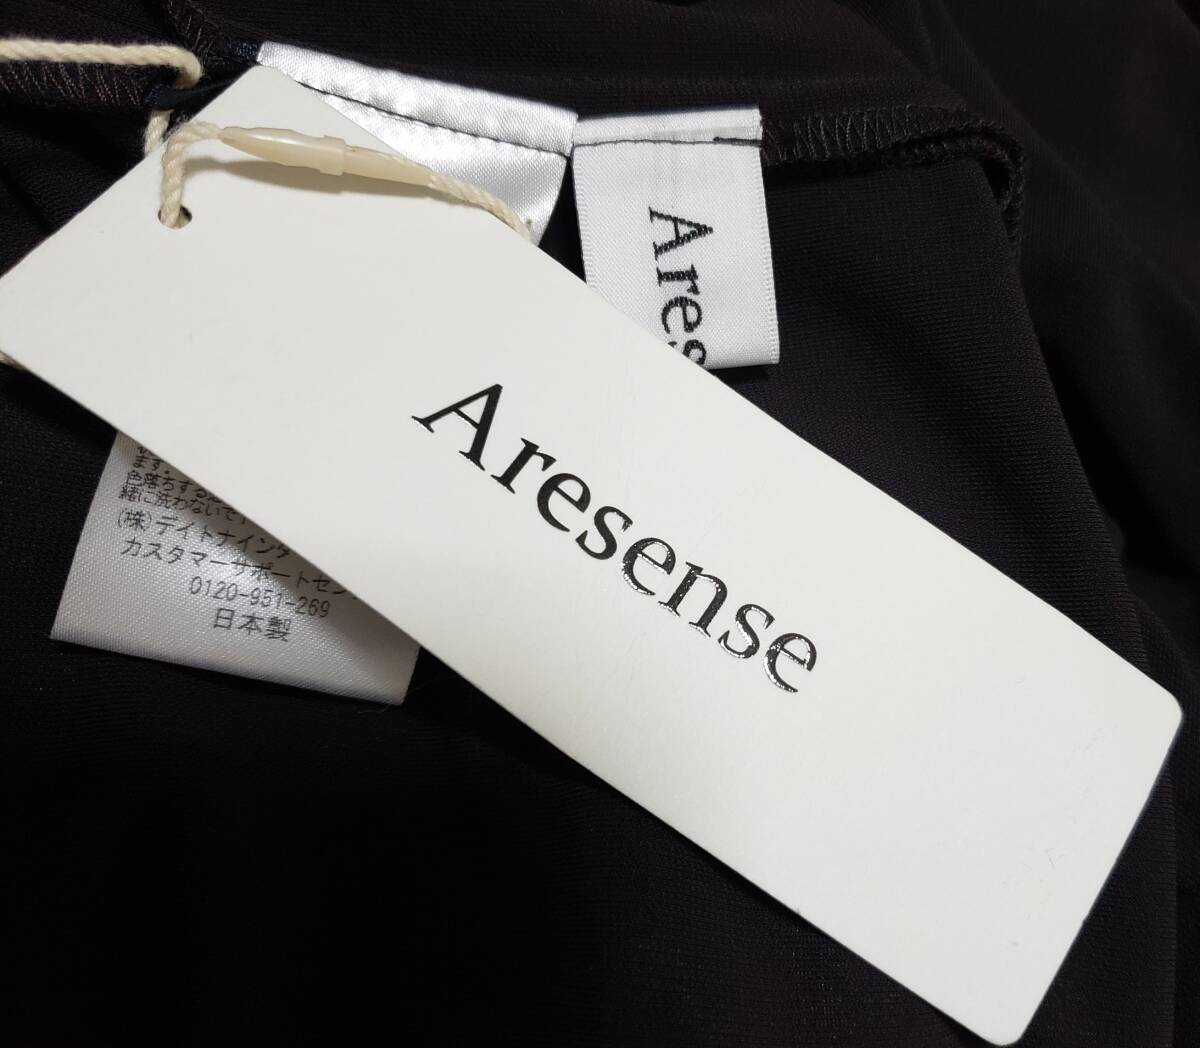 Ares
Aresense
ます。
色落ちする
緒に洗わないで
(株)デイトナインタ
カスタマーサポートセン
0120-951-269
日本製